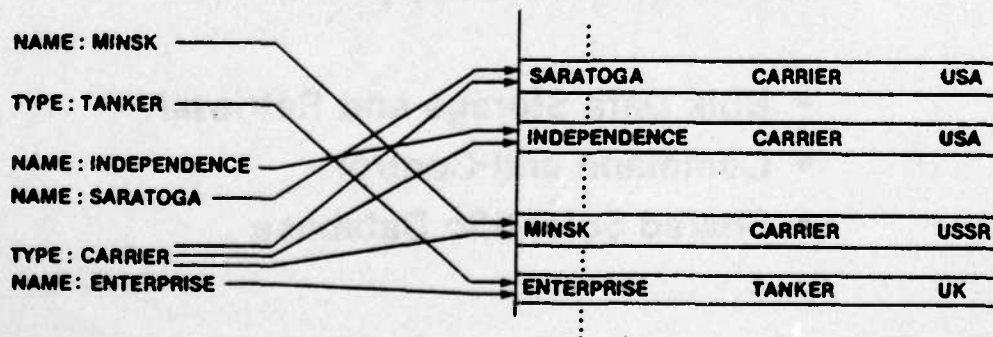 NAME : MINSK
TYPE : TANKER
NAME : INDEPENDENCE
NAME : SARATOGA
TYPE : CARRIER
NAME : ENTERPRISE
SARATOGA CARRIER USA
INDEPENDENCE CARRIER USA
MINSK CARRIER USSR
ENTERPRISE TANKER UK